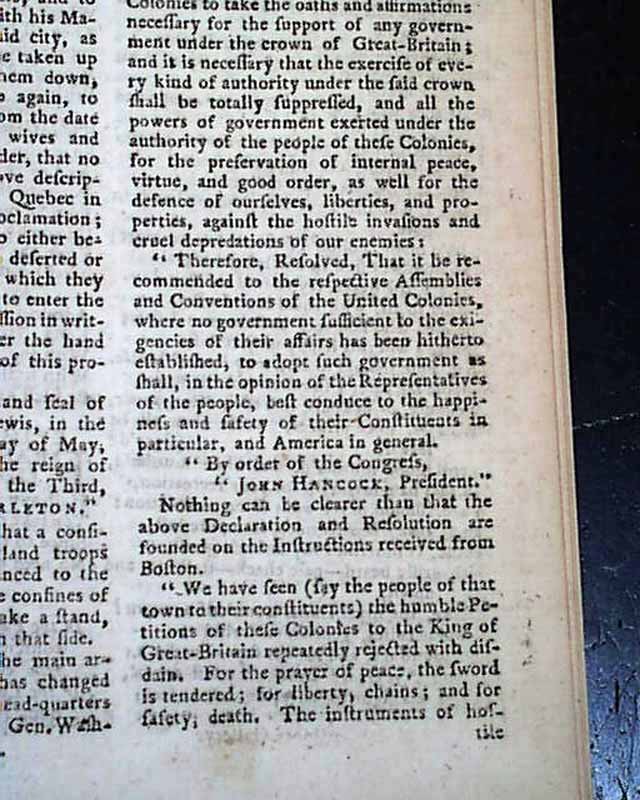 ith his Ma-
id city, as
e taken up
hem down,
again, to
om the date
wives and
der, that no
ve deſcrip-
Quebec in
oclamation;
either be-
deſerted or
which they
to enter the
ſſion in writ-
er the hand
of this pro-
and ſeal of
ewis, in the
ay of May,
he reign of
the Third,
RLETON."
hat a conſi-
land troops
nced to the
e confines of
ake a ſtand,
n that ſide.
he main ar-
has changed
ead-quarters
Gen. Waſh-
Colonies to take the oaths and affirmations
neceſſary for the ſupport of any govern-
ment under the crown of Great-Britain;
and it is neceſſary that the exerciſe of eve-
ry kind of authority under the ſaid crown
ſhall be totally ſuppreſſed, and all the
powers of government exerted under the
authority of the people of theſe Colonies,
for the preſervation of internal peace,
virtue, and good order, as well for the
defence of ourſelves, liberties, and pro-
perties, againſt the hoſtile invaſions and
cruel depredations of our enemies:
" Therefore, Reſolved, That it be re-
commended to the reſpective Aſſemblies
and Conventions of the United Colonies,
where no government ſufficient to the exi-
gencies of their affairs has been hitherto
eſtabliſhed, to adopt ſuch government as
ſhall, in the opinion of the Repreſentatives
of the people, beſt conduce to the happi-
neſs and ſafety of their Conſtituents in
particular, and America in general.
" By order of the Congreſs,
" JOHN HANCOCK, Preſident."
Nothing can be clearer than that the
above Declaration and Reſolution are
founded on the Inſtructions received from
Boſton.
" We have ſeen (ſay the people of that
town to their conſtituents) the humble Pe-
titions of theſe Colonies to the King of
Great-Britain repeatedly rejected with diſ-
dain. For the prayer of peace, the ſword
is tendered; for liberty, chains; and for
ſafety, death. The inſtruments of hoſ-
tile